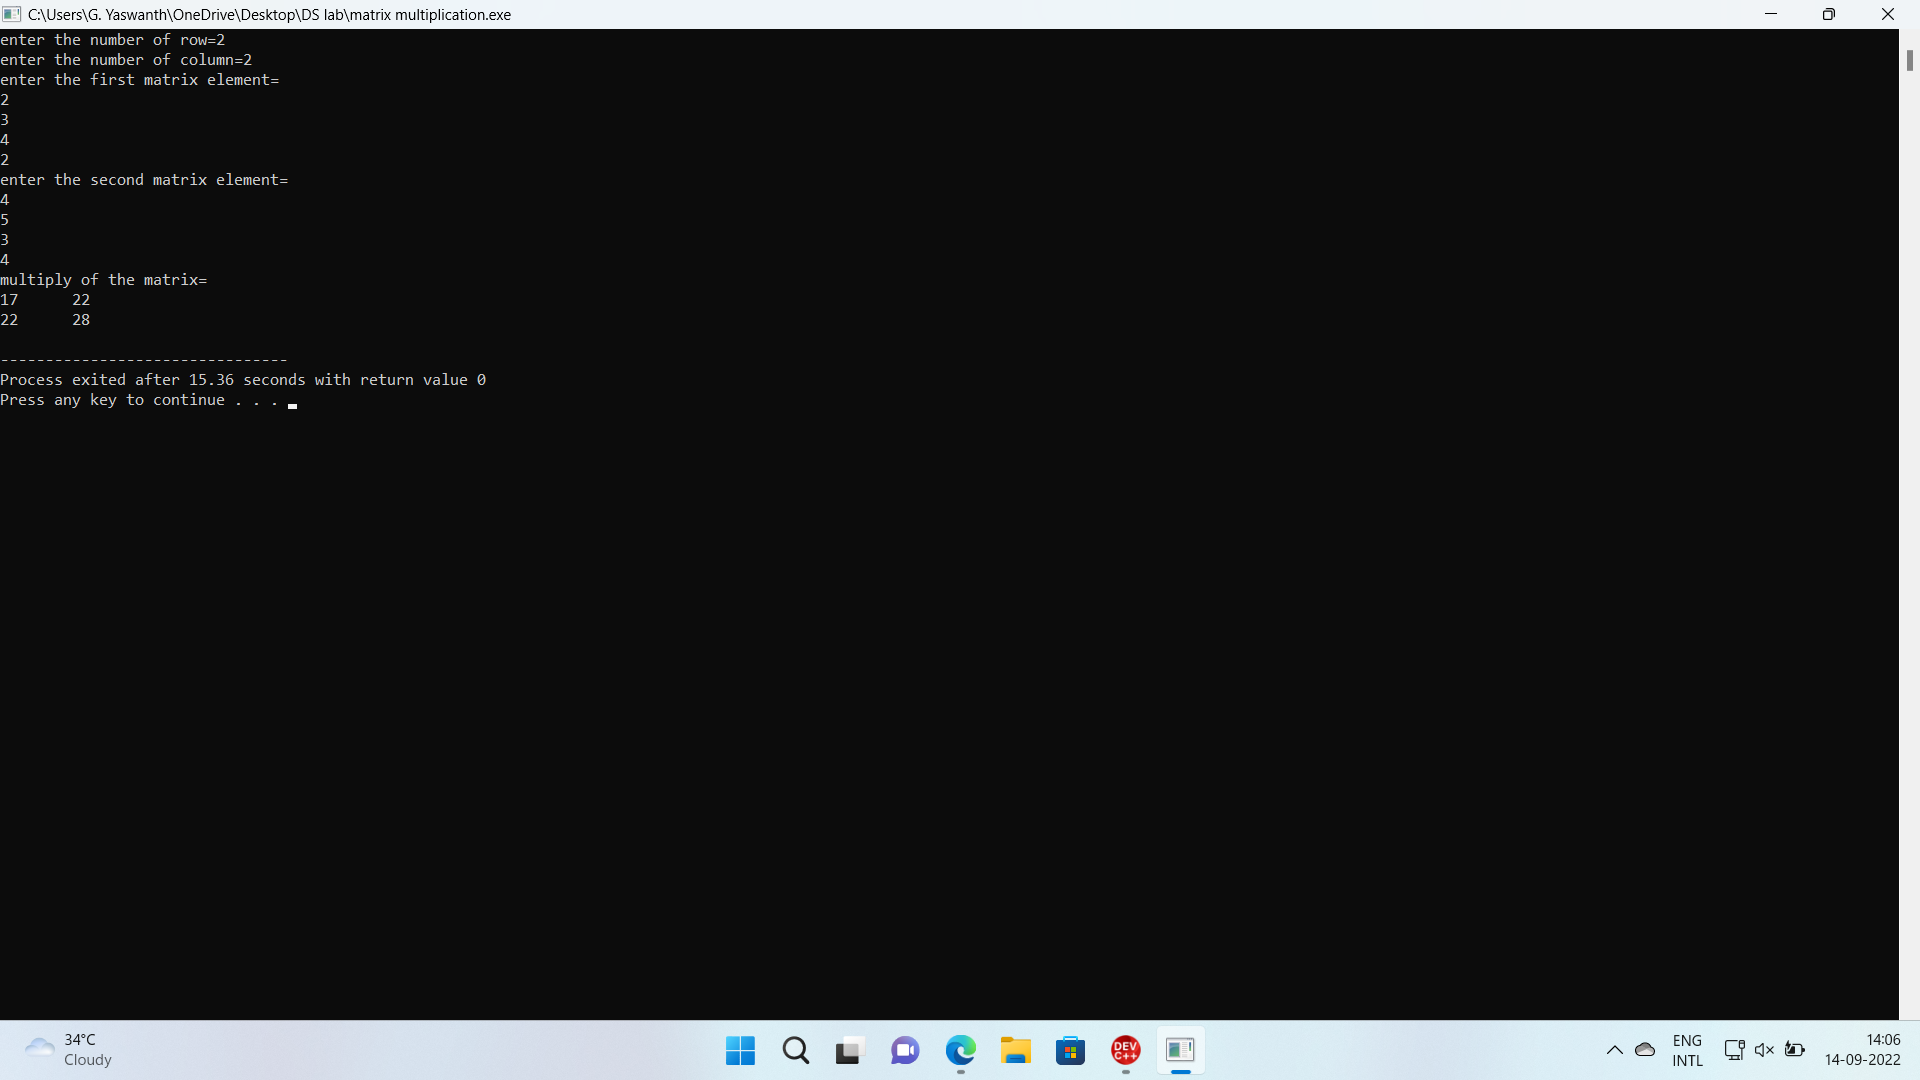 C:\Users\G. Yaswanth\OneDrive\Desktop\DS lab\matrix multiplication.exe
enter the number of row=2
enter the number of column=2
enter the first matrix element=
2
3
4
2
enter the second matrix element=
4
5
3
4
multiply of the matrix=
17      22
22      28
--------------------------------
Process exited after 15.36 seconds with return value 0
Press any key to continue . . .
34°C
Cloudy
DEV
C++
ENG
INTL
14:06
14-09-2022